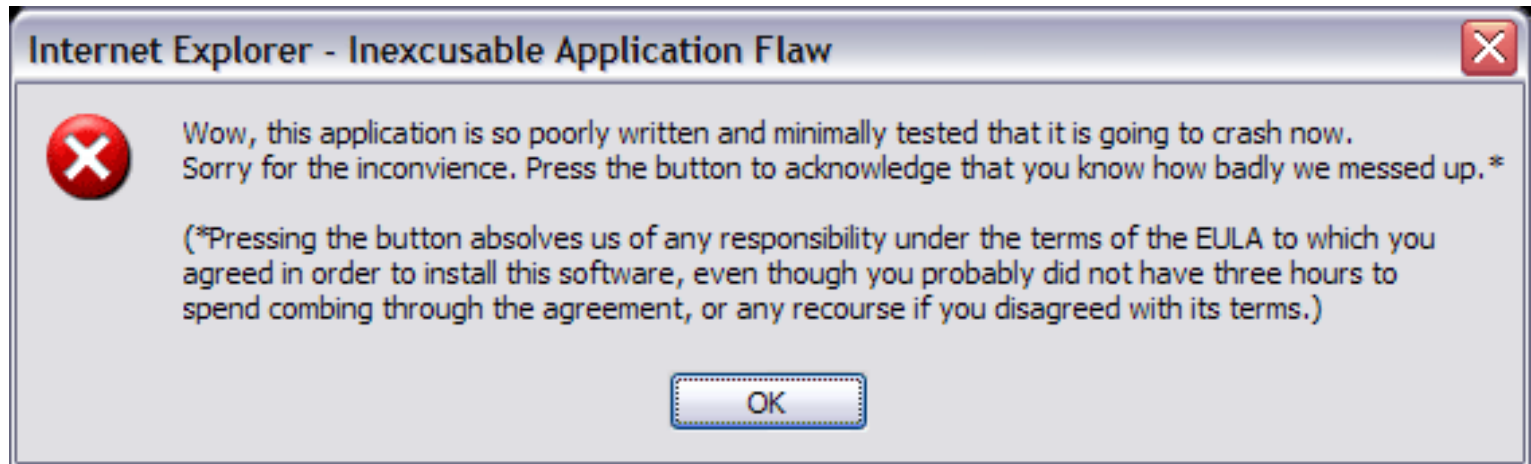 Internet Explorer - Inexcusable Application Flaw
Wow, this application is so poorly written and minimally tested that it is going to crash now.
Sorry for the inconvience. Press the button to acknowledge that you know how badly we messed up.*
(*Pressing the button absolves us of any responsibility under the terms of the EULA to which you
agreed in order to install this software, even though you probably did not have three hours to
spend combing through the agreement, or any recourse if you disagreed with its terms.)
OK